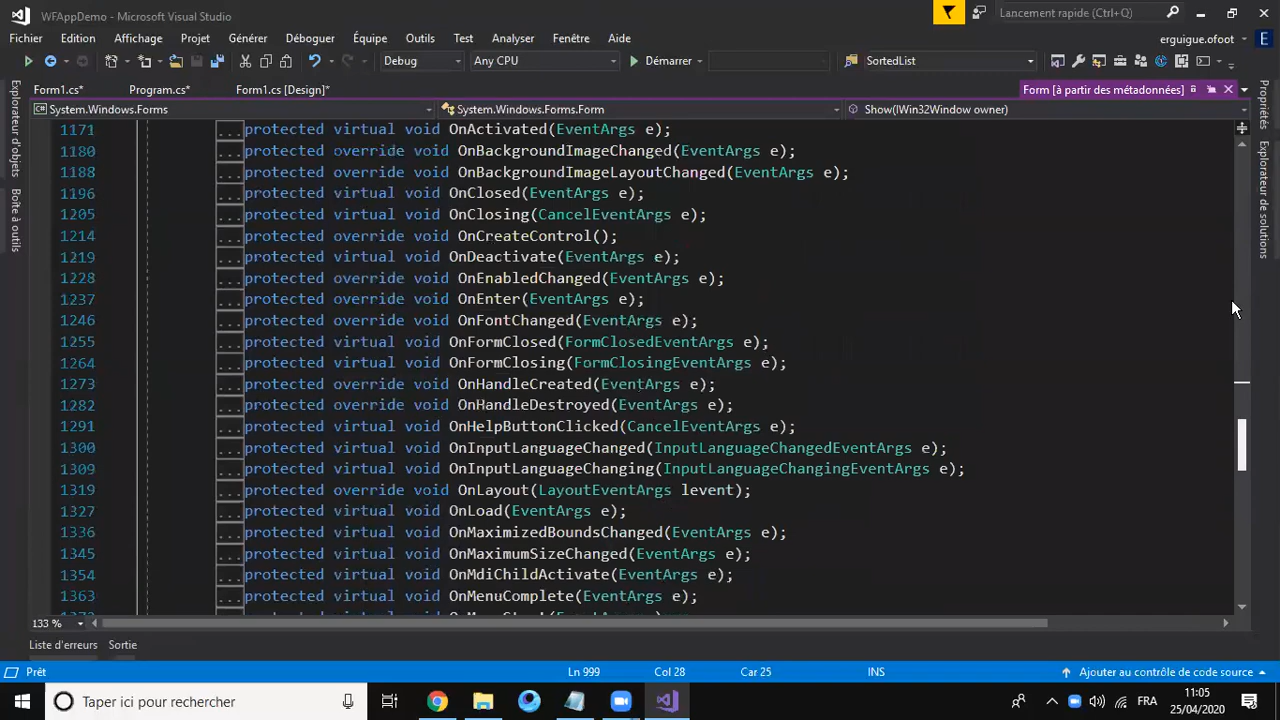 WFAppDemo - Microsoft Visual Studio
Lancement rapide (Ctrl+Q)
Fichier Edition Affichage Projet Générer Déboguer Équipe Outils Test Analyser Fenêtre Aide
erguigue.ofoot E
Debug Any CPU Démarrer SortedList
Form1.cs* Program.cs* Form1.cs [Design]* Form [à partir des métadonnées]
System.Windows.Forms System.Windows.Forms.Form Show(IWin32Window owner)
Explorateur d'objets
Boîte à outils
1171 ...protected virtual void OnActivated(EventArgs e);
1180 ...protected override void OnBackgroundImageChanged(EventArgs e);
1188 ...protected override void OnBackgroundImageLayoutChanged(EventArgs e);
1196 ...protected virtual void OnClosed(EventArgs e);
1205 ...protected virtual void OnClosing(CancelEventArgs e);
1214 ...protected override void OnCreateControl();
1219 ...protected virtual void OnDeactivate(EventArgs e);
1228 ...protected override void OnEnabledChanged(EventArgs e);
1237 ...protected override void OnEnter(EventArgs e);
1246 ...protected override void OnFontChanged(EventArgs e);
1255 ...protected virtual void OnFormClosed(FormClosedEventArgs e);
1264 ...protected virtual void OnFormClosing(FormClosingEventArgs e);
1273 ...protected override void OnHandleCreated(EventArgs e);
1282 ...protected override void OnHandleDestroyed(EventArgs e);
1291 ...protected virtual void OnHelpButtonClicked(CancelEventArgs e);
1300 ...protected virtual void OnInputLanguageChanged(InputLanguageChangedEventArgs e);
1309 ...protected virtual void OnInputLanguageChanging(InputLanguageChangingEventArgs e);
1319 ...protected override void OnLayout(LayoutEventArgs levent);
1327 ...protected virtual void OnLoad(EventArgs e);
1336 ...protected virtual void OnMaximizedBoundsChanged(EventArgs e);
1345 ...protected virtual void OnMaximumSizeChanged(EventArgs e);
1354 ...protected virtual void OnMdiChildActivate(EventArgs e);
1363 ...protected virtual void OnMenuComplete(EventArgs e);
Propriétés
Explorateur de solutions
133 %
Liste d'erreurs Sortie
Prêt Ln 999 Col 28 Car 25 INS Ajouter au contrôle de code source
Taper ici pour rechercher
FRA
11:05
25/04/2020